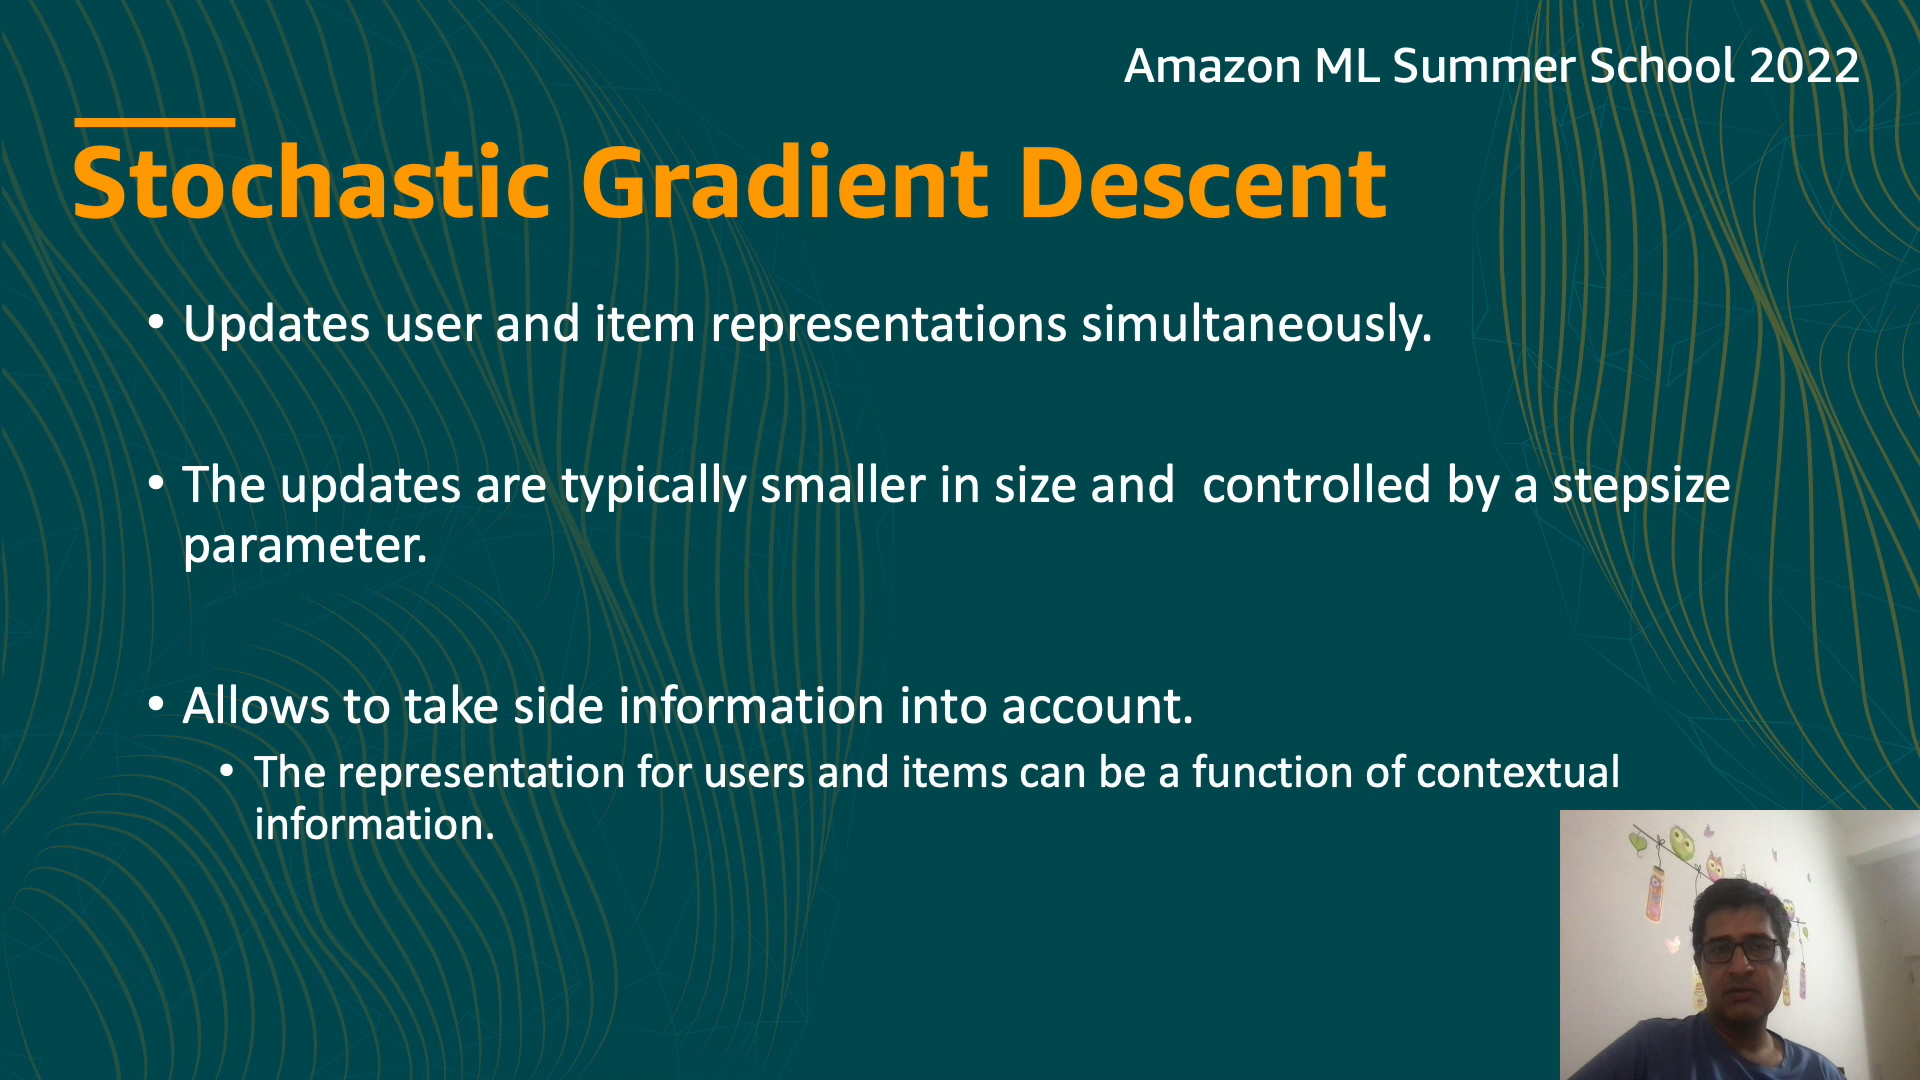 Amazon ML Summer School 2022
Stochastic Gradient Descent
• Updates user and item representations simultaneously.
• The updates are typically smaller in size and  controlled by a stepsize
parameter.
• Allows to take side information into account.
• The representation for users and items can be a function of contextual
information.